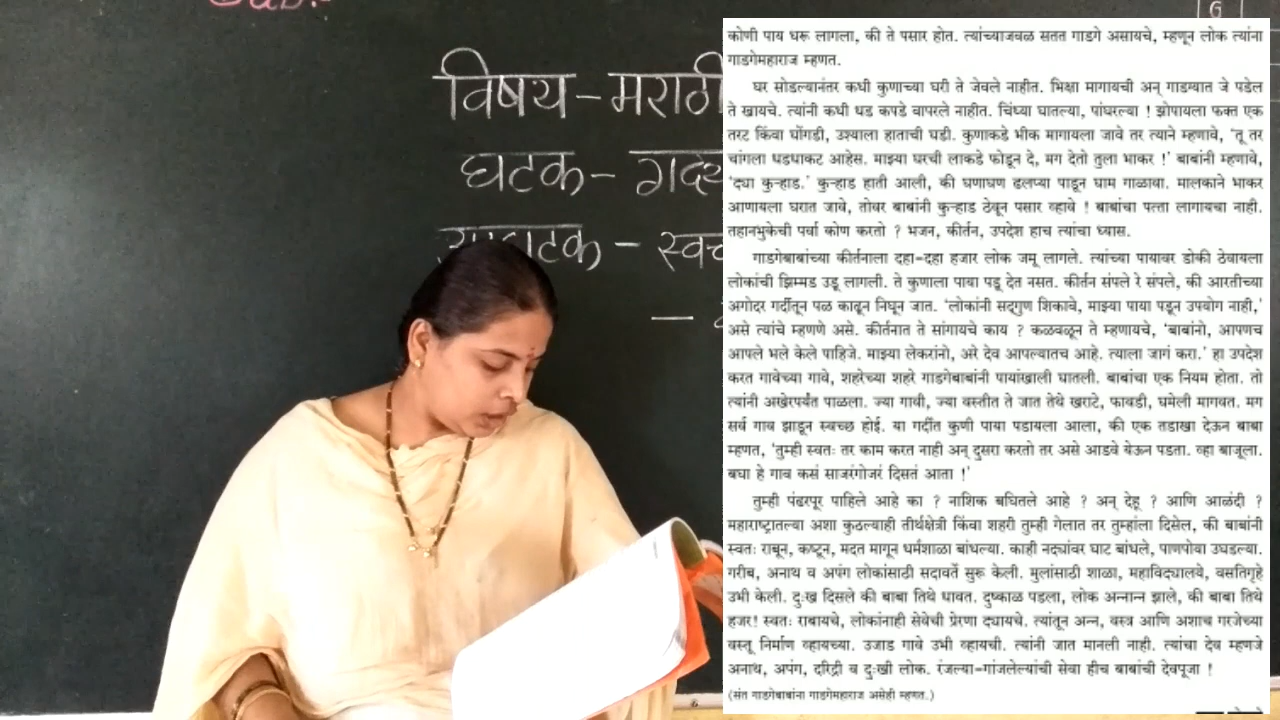 Sub:-
G
विषय - मराठी
घटक - गद्य
उपघटक - स्वच
कोणी पाय धरू लागला, की ते पसार होत. त्यांच्याजवळ सतत गाडगे असायचे, म्हणून लोक त्यांना
गाडगेमहाराज म्हणत.
घर सोडल्यानंतर कधी कुणाच्या घरी ते जेवले नाहीत. भिक्षा मागायची अन् गाडग्यात जे पडेल
ते खायचे. त्यांनी कधी धड कपडे वापरले नाहीत. चिंध्या घातल्या, पांघरल्या ! झोपायला फक्त एक
तरट किंवा घोंगडी, उश्याला हाताची घडी. कुणाकडे भीक मागायला जावे तर त्याने म्हणावे, 'तू तर
चांगला धडधाकट आहेस. माझ्या घरची लाकडे फोडून दे, मग देतो तुला भाकर !' बाबांनी म्हणावे,
'द्या कुऱ्हाड.' कुऱ्हाड हाती आली, की घणाघण ढलप्या पाडून घाम गाळावा. मालकाने भाकर
आणायला घरात जावे, तोवर बाबांनी कुऱ्हाड ठेवून पसार व्हावे ! बाबांचा पत्ता लागायचा नाही.
तहानभुकेची पर्वा कोण करतो ? भजन, कीर्तन, उपदेश हाच त्यांचा ध्यास.
गाडगेबाबांच्या कीर्तनाला दहा-दहा हजार लोक जमू लागले. त्यांच्या पायावर डोकी ठेवायला
लोकांची झिम्मड उडू लागली. ते कुणाला पाया पडू देत नसत. कीर्तन संपले रे संपले, की आरतीच्या
अगोदर गर्दीतून पळ काढून निघून जात. 'लोकांनी सद्गुण शिकावे, माझ्या पाया पडून उपयोग नाही,'
असे त्यांचे म्हणणे असे. कीर्तनात ते सांगायचे काय ? कळवळून ते म्हणायचे, 'बाबांनो, आपणच
आपले भले केले पाहिजे. माझ्या लेकरांनो, अरे देव आपल्यातच आहे. त्याला जागं करा.' हा उपदेश
करत गावेच्या गावे, शहरेच्या शहरे गाडगेबाबांनी पायांखाली घातली. बाबांचा एक नियम होता. तो
त्यांनी अखेरपर्यंत पाळला. ज्या गावी, ज्या वस्तीत ते जात तेथे खराटे, फावडी, घमेली मागवत. मग
सर्व गाव झाडून स्वच्छ होई. या गर्दीत कुणी पाया पडायला आला, की एक तडाखा देऊन बाबा
म्हणत, 'तुम्ही स्वतः तर काम करत नाही अन् दुसरा करतो तर असे आडवे येऊन पडता. व्हा बाजूला.
बघा हे गाव कसं साजरंगोजरं दिसतं आता !'
तुम्ही पंढरपूर पाहिले आहे का ? नाशिक बघितले आहे ? अन् देहू ? आणि आळंदी ?
महाराष्ट्रातल्या अशा कुठल्याही तीर्थक्षेत्री किंवा शहरी तुम्ही गेलात तर तुम्हांला दिसेल, की बाबांनी
स्वतः राबून, कष्टून, मदत मागून धर्मशाळा बांधल्या. काही नद्यांवर घाट बांधले, पाणपोया उघडल्या.
गरीब, अनाथ व अपंग लोकांसाठी सदावर्ते सुरू केली. मुलांसाठी शाळा, महाविद्यालये, वसतिगृहे
उभी केली. दुःख दिसले की बाबा तिथे धावत. दुष्काळ पडला, लोक अन्नान्न झाले, की बाबा तिथे
हजर! स्वतः राबायचे, लोकांनाही सेवेची प्रेरणा द्यायचे. त्यांतून अन्न, वस्त्र आणि अशाच गरजेच्या
वस्तू निर्माण व्हायच्या. उजाड गावे उभी व्हायची. त्यांनी जात मानली नाही. त्यांचा देव म्हणजे
अनाथ, अपंग, दरिद्री व दुःखी लोक. रंजल्या-गांजलेल्यांची सेवा हीच बाबांची देवपूजा !
(संत गाडगेबाबांना गाडगेमहाराज असेही म्हणत.)